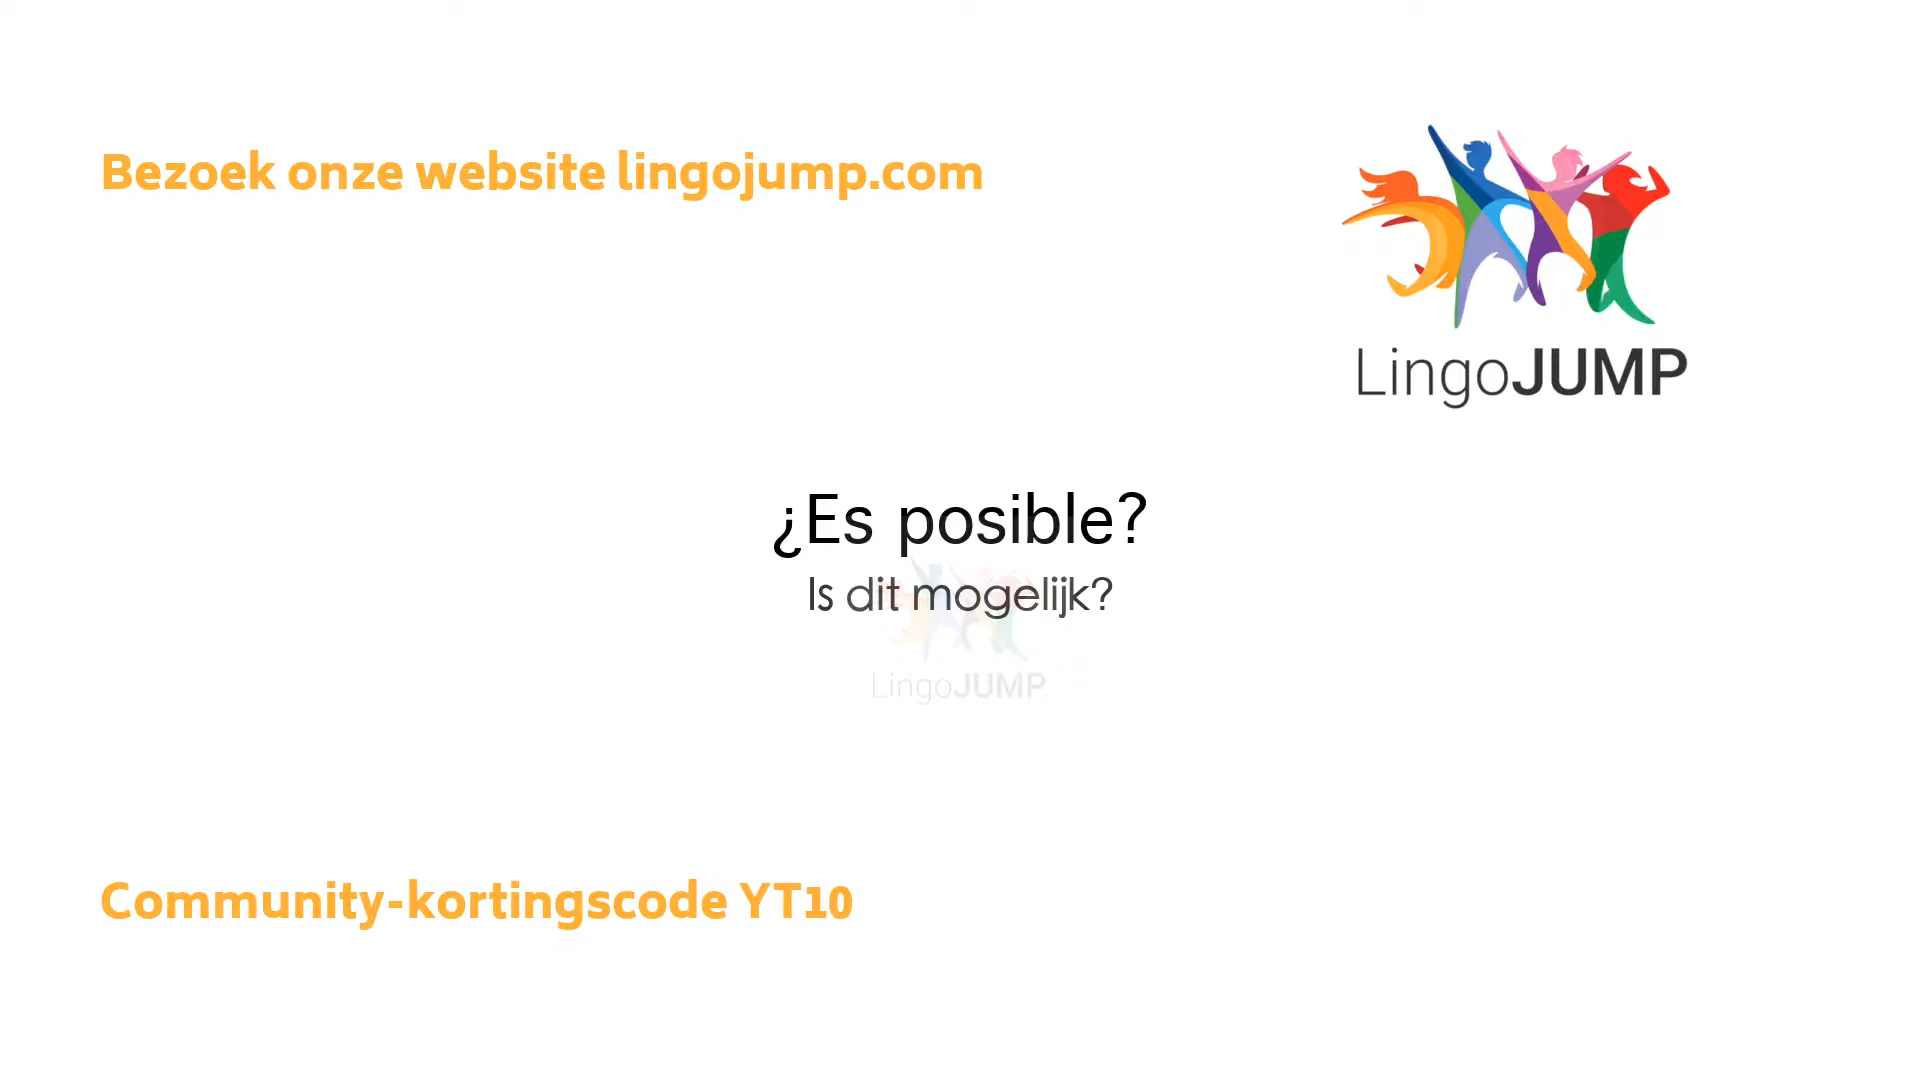 Bezoek onze website lingojump.com
LingoJUMP
¿Es posible?
Is dit mogelijk?
LingoJUMP
Community-kortingscode YT10